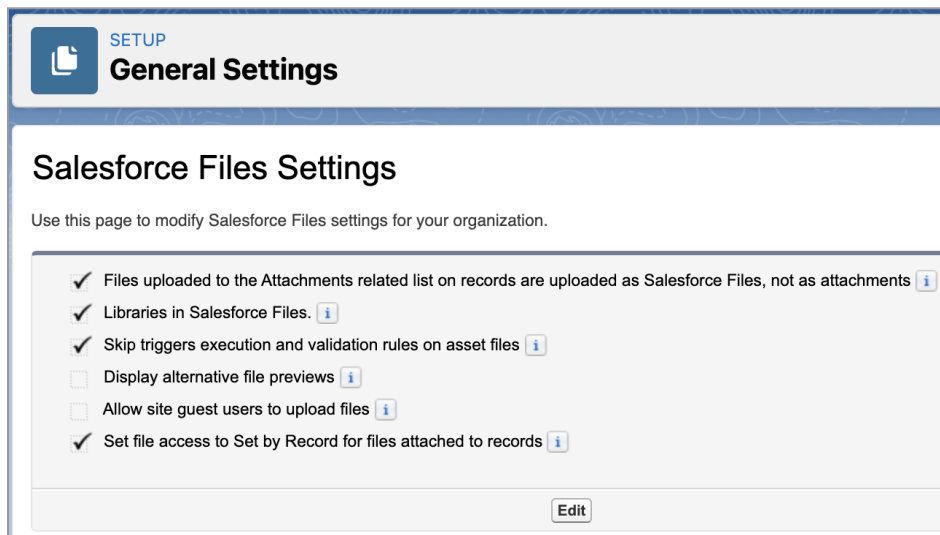 SETUP
General Settings
Salesforce Files Settings
Use this page to modify Salesforce Files settings for your organization.
Files uploaded to the Attachments related list on records are uploaded as Salesforce Files, not as attachments i
Libraries in Salesforce Files. i
Skip triggers execution and validation rules on asset files i
Display alternative file previews i
Allow site guest users to upload files i
Set file access to Set by Record for files attached to records i
Edit